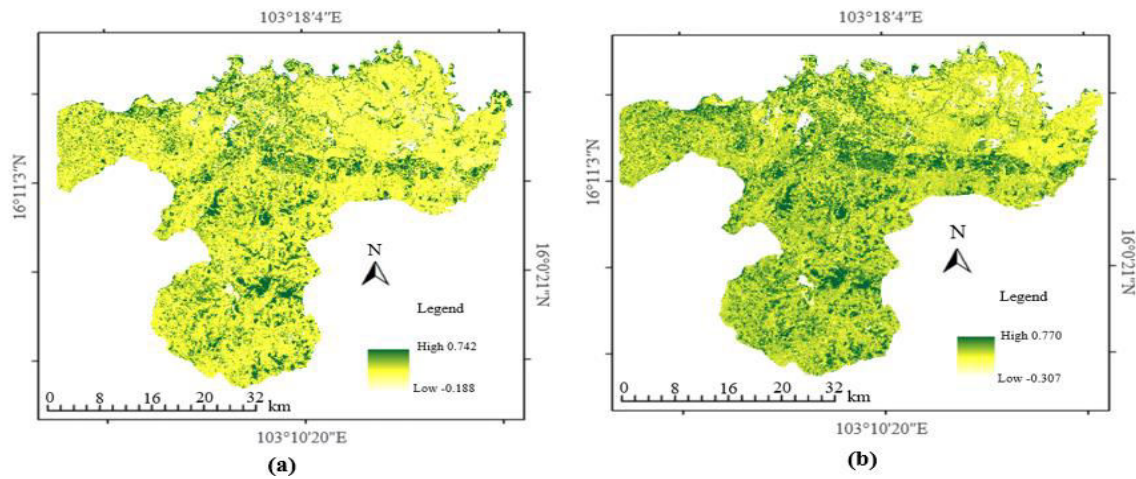 103°18'4"E
16°11'3"N
16°0'21"N
N
Legend
High 0.742
Low -0.188
0 8 16 24 32
km
103°10'20"E
(a)
103°18'4"E
16°11'3"N
16°0'21"N
N
Legend
High 0.770
Low -0.307
0 8 16 26 32
km
103°10'20"E
(b)